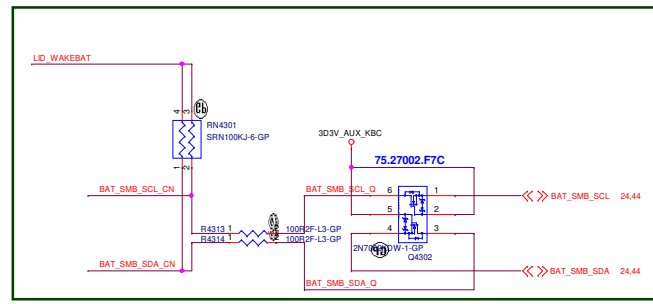 LID_WAKEBAT
4 3
RN4301
SRN100KJ-6-GP
1 2
3D3V_AUX_KBC
75.27002.F7C
BAT_SMB_SCL_CN
BAT_SMB_SCL_Q
6 1
BAT_SMB_SCL 24,44
5 2
R4313 1 100R2F-L3-GP
R4314 1 100R2F-L3-GP
4 3
Q4302
BAT_SMB_SDA_CN
BAT_SMB_SDA 24,44
BAT_SMB_SDA_Q